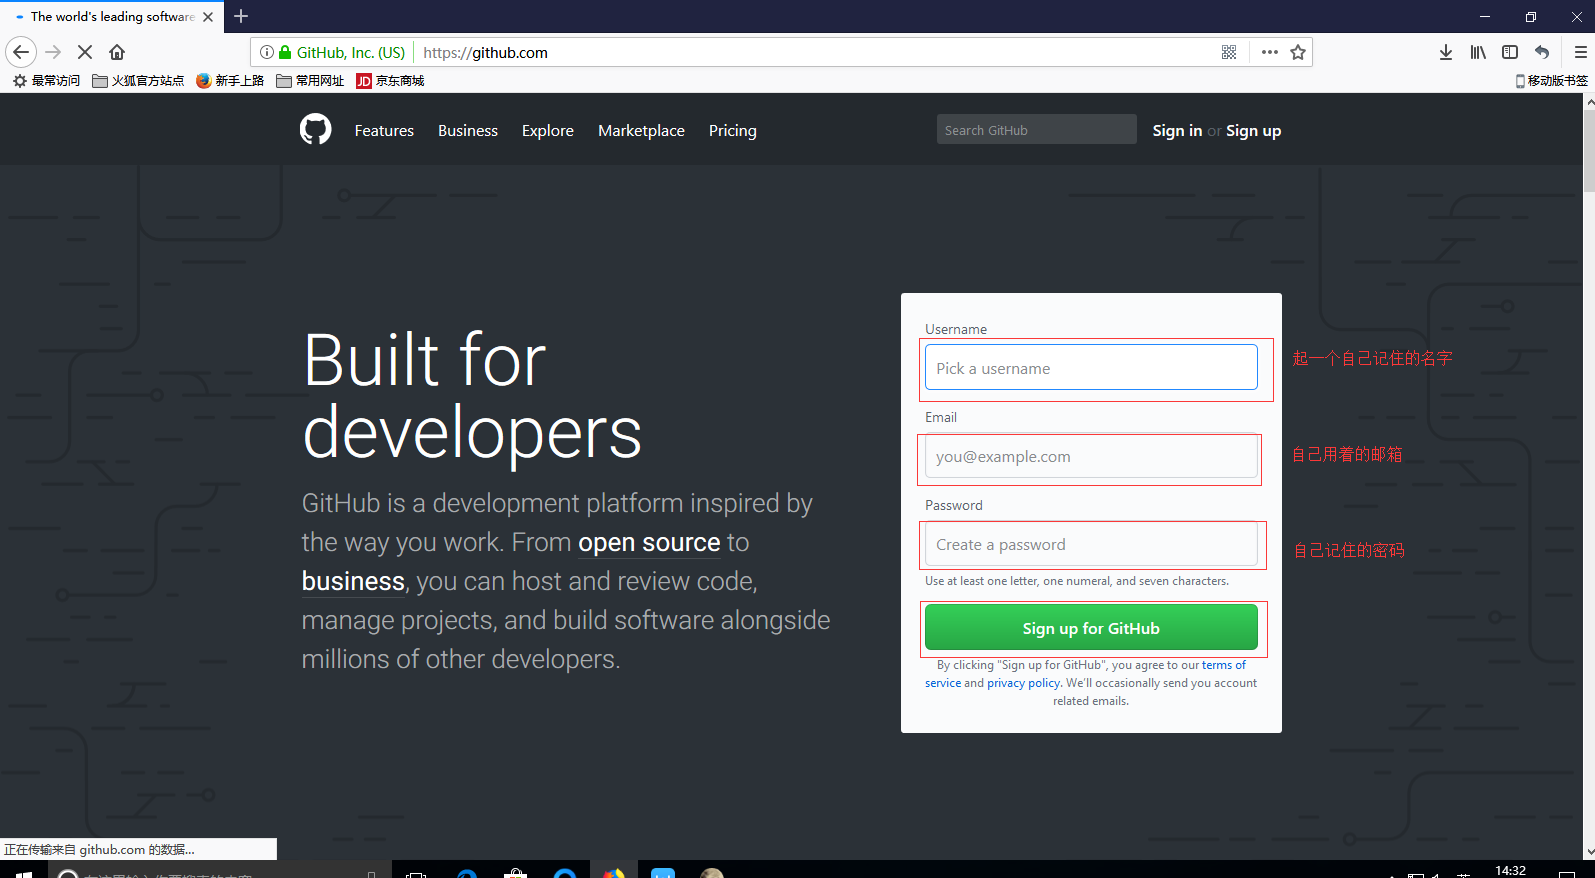 The world's leading software
GitHub, Inc. (US)
https://github.com
最常访问
火狐官方站点
新手上路
常用网址
JD
京东商城
移动版书签
Features
Business
Explore
Marketplace
Pricing
Search GitHub
Sign in or Sign up
Built for
developers
GitHub is a development platform inspired by
the way you work. From open source to
business, you can host and review code,
manage projects, and build software alongside
millions of other developers.
Username
Pick a username
起一个自己记住的名字
Email
you@example.com
自己用着的邮箱
Password
Create a password
自己记住的密码
Use at least one letter, one numeral, and seven characters.
Sign up for GitHub
By clicking "Sign up for GitHub", you agree to our terms of
service and privacy policy. We'll occasionally send you account
related emails.
正在传输来自 github.com 的数据...
14:32